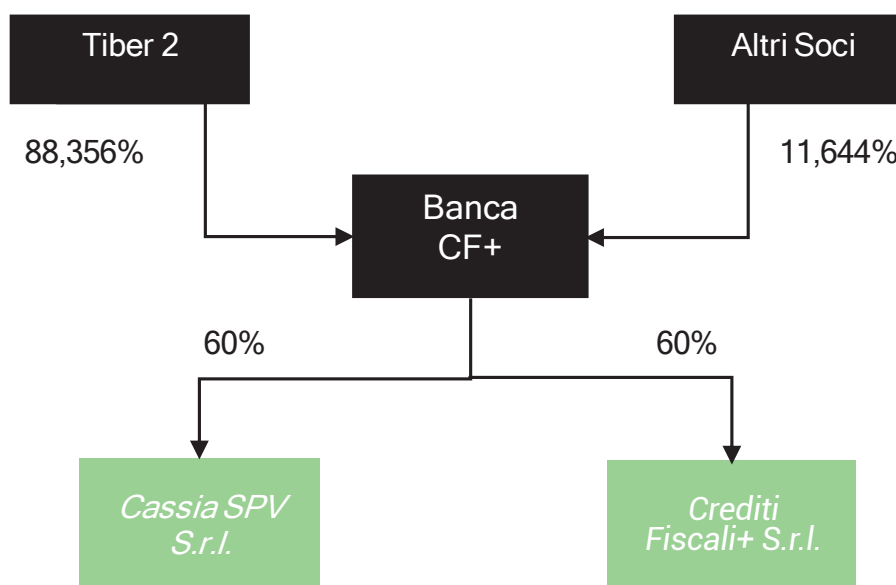 Tiber 2
Altri Soci
88,356%
11,644%
Banca
CF+
60%
60%
Cassia SPV
S.r.l.
Crediti
Fiscali+ S.r.l.